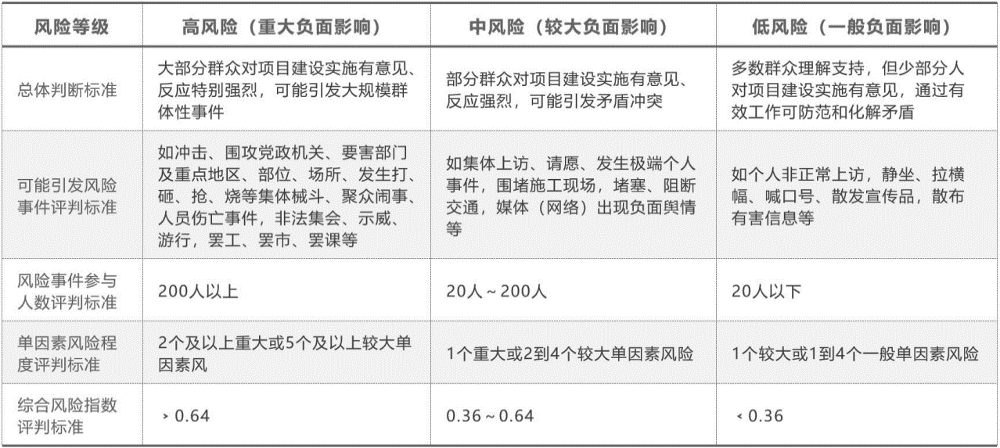 风险等级
高风险（重大负面影响）
中风险（较大负面影响）
低风险（一般负面影响）
总体判断标准
大部分群众对项目建设实施有意见、
反应特别强烈，可能引发大规模群
体性事件
部分群众对项目建设实施有意见、
反应强烈，可能引发矛盾冲突
多数群众理解支持，但少部分人
对项目建设实施有意见，通过有
效工作可防范和化解矛盾
可能引发风险
事件评判标准
如冲击、围攻党政机关、要害部门
及重点地区、部位、场所、发生打、
砸、抢、烧等集体械斗、聚众闹事、
人员伤亡事件，非法集会、示威、
游行，罢工、罢市、罢课等
如集体上访、请愿、发生极端个人
事件，围堵施工现场，堵塞、阻断
交通，媒体（网络）出现负面舆情
等
如个人非正常上访，静坐、拉横
幅、喊口号、散发宣传品，散布
有害信息等
风险事件参与
人数评判标准
200人以上
20人～200人
20人以下
单因素风险程
度评判标准
2个及以上重大或5个及以上较大单
因素风
1个重大或2到4个较大单因素风险
1个较大或1到4个一般单因素风险
综合风险指数
评判标准
﹥0.64
0.36～0.64
﹤0.36